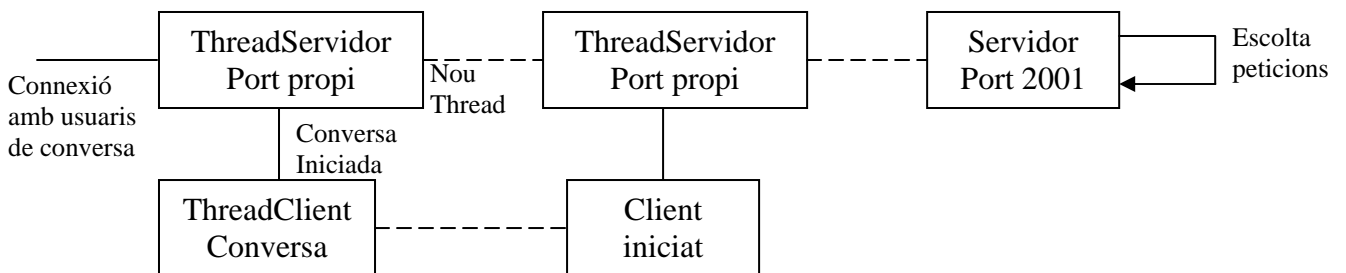 ThreadServidor
Port propi
ThreadServidor
Port propi
Servidor
Port 2001
Escolta
peticions
Connexió
amb usuaris
de conversa
Nou
Thread
Conversa
Iniciada
ThreadClient
Conversa
Client
iniciat